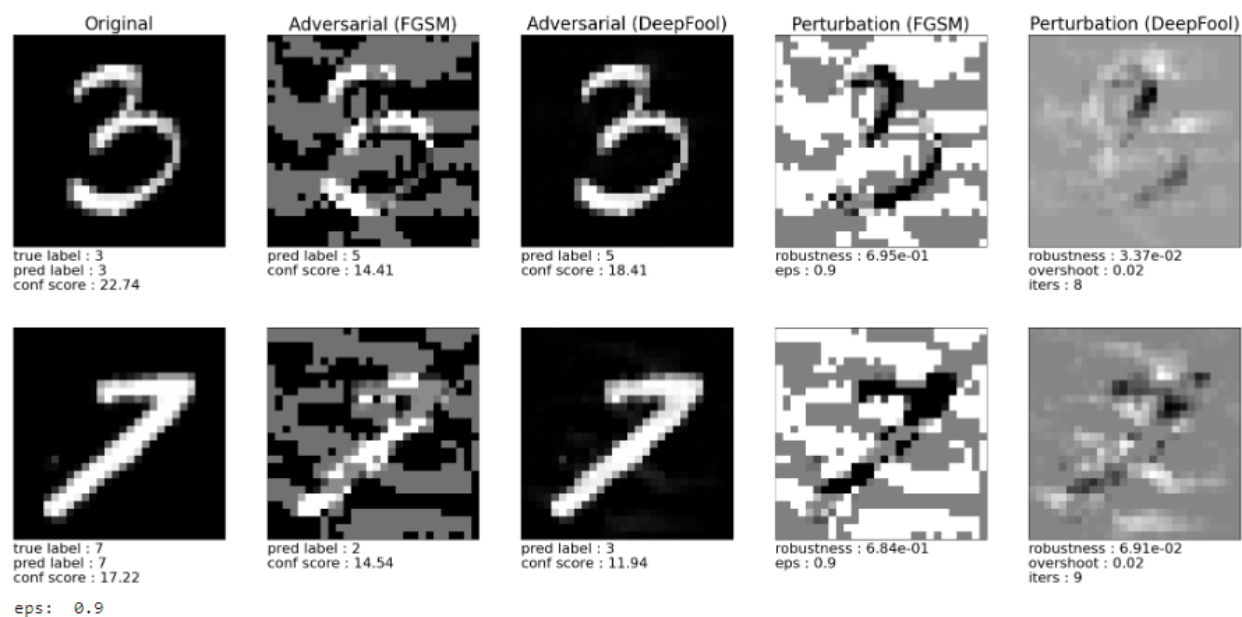 Original
Adversarial (FGSM)
Adversarial (DeepFool)
Perturbation (FGSM)
Perturbation (DeepFool)
true label : 3
pred label : 3
conf score : 22.74
pred label : 5
conf score : 14.41
pred label : 5
conf score : 18.41
robustness : 6.95e-01
eps : 0.9
robustness : 3.37e-02
overshoot : 0.02
iters : 8
true label : 7
pred label : 7
conf score : 17.22
pred label : 2
conf score : 14.54
pred label : 3
conf score : 11.94
robustness : 6.84e-01
eps : 0.9
robustness : 6.91e-02
overshoot : 0.02
iters : 9
eps:  0.9